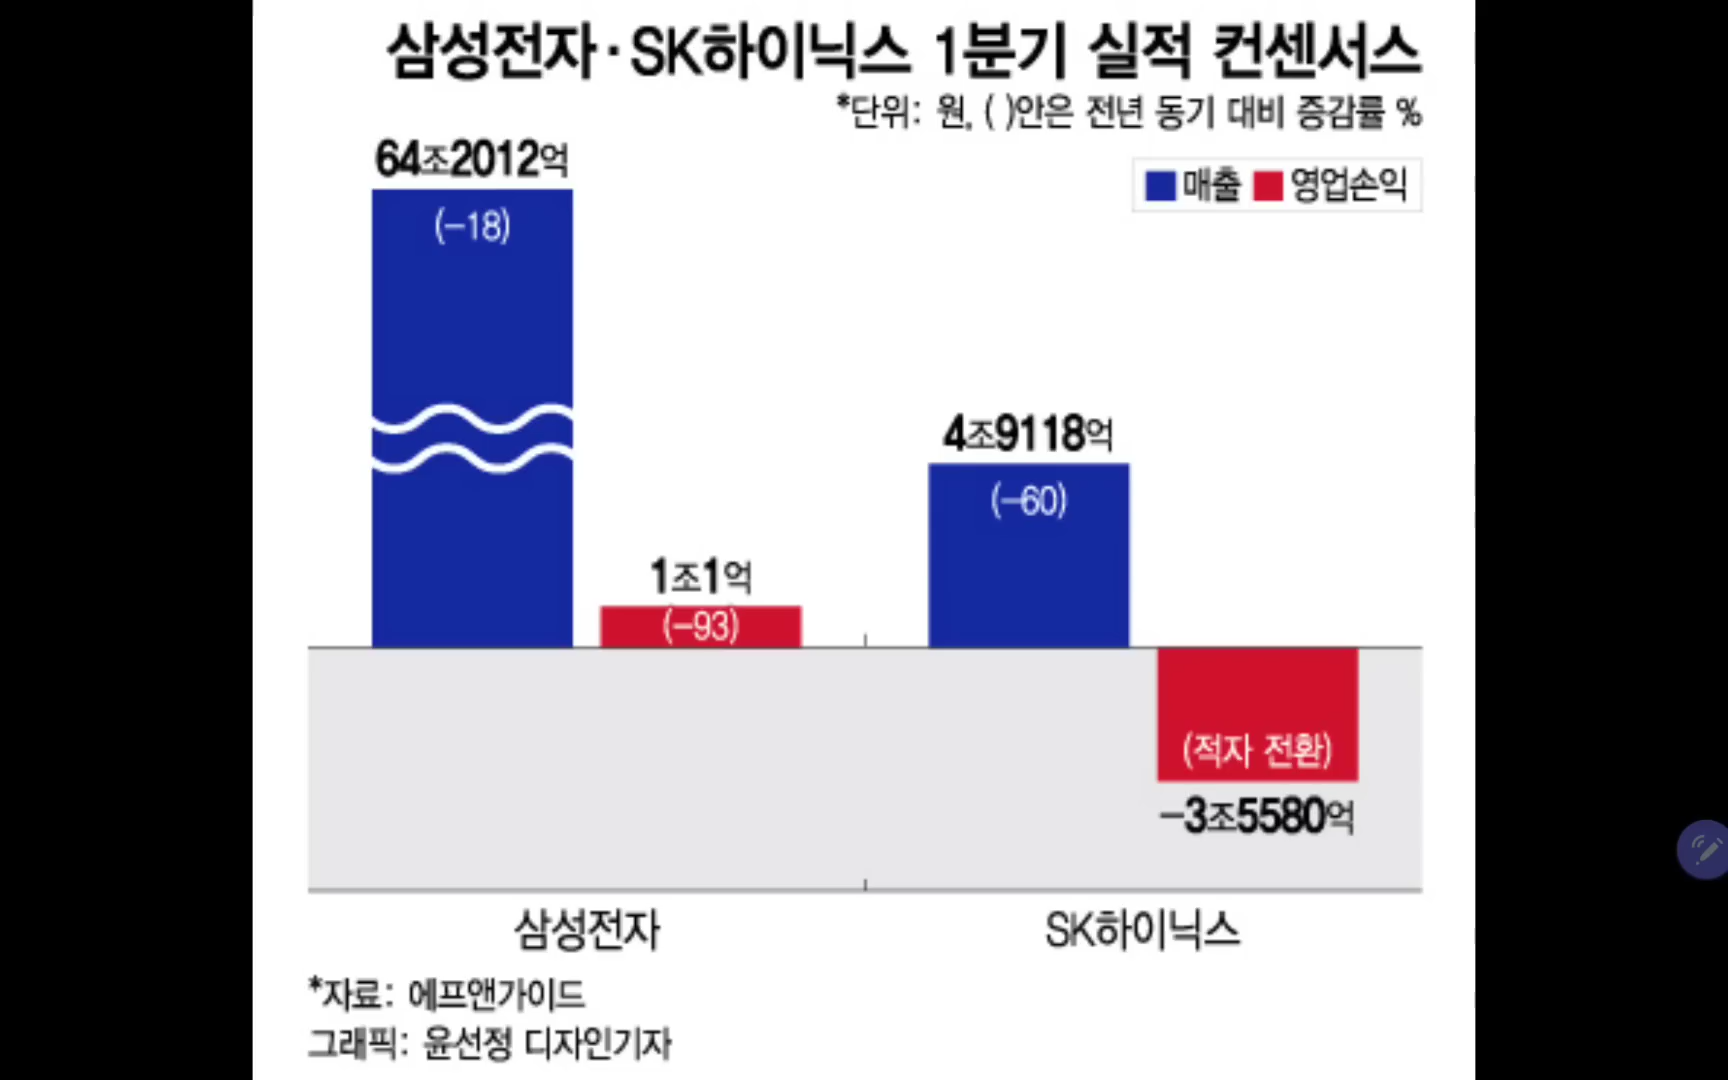 삼성전자·SK하이닉스 1분기 실적 컨센서스
*단위: 원, ( )안은 전년 동기 대비 증감률 %
매출 영업손익
64조2012억
(−18)
1조1억
(−93)
4조9118억
(−60)
(적자 전환)
−3조5580억
삼성전자 SK하이닉스
*자료: 에프앤가이드
그래픽: 윤선정 디자인기자